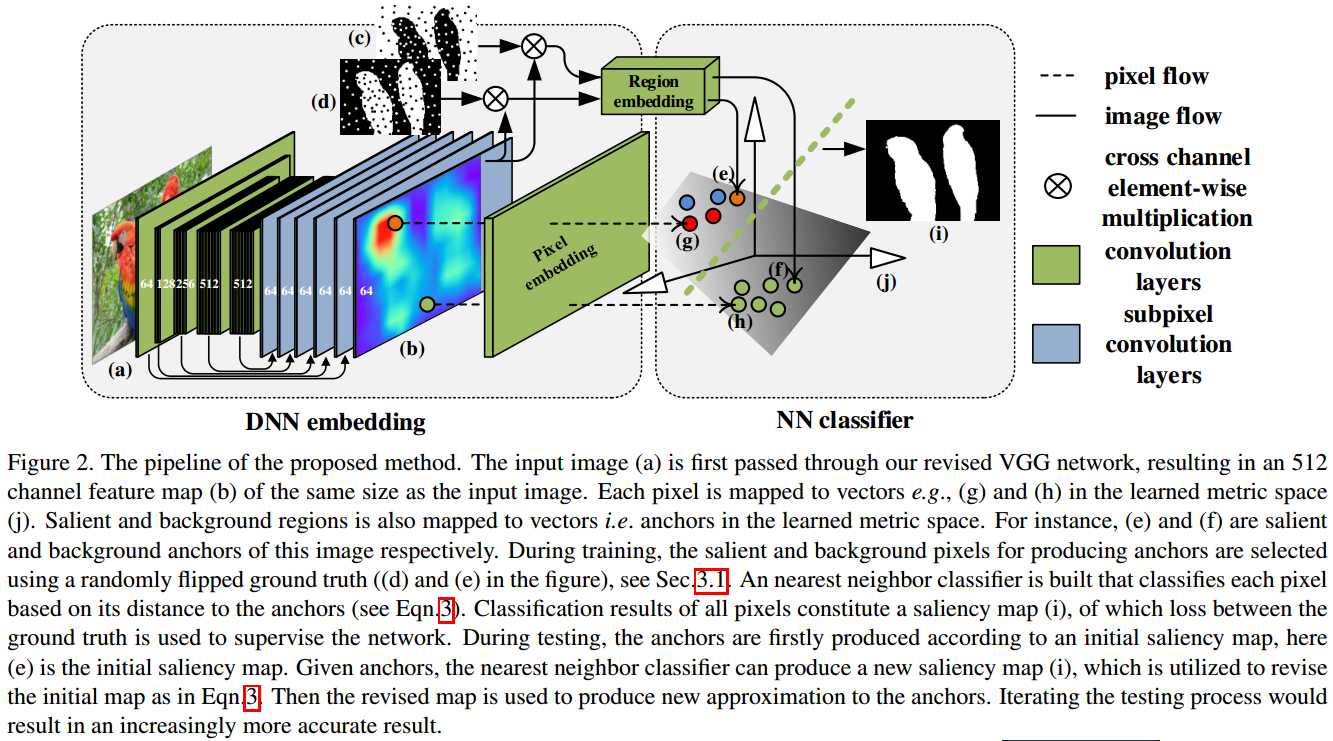 (c)
(d)
Region
embedding
pixel flow
image flow
cross channel
element-wise
multiplication
convolution
layers
subpixel
convolution
layers
(e)
(g)
(f)
(h)
(i)
(j)
Pixel
embedding
64 128 256 512 512 64 64 64 64 64 64
(a)
(b)
DNN embedding
NN classifier
Figure 2. The pipeline of the proposed method. The input image (a) is first passed through our revised VGG network, resulting in an 512
channel feature map (b) of the same size as the input image. Each pixel is mapped to vectors e.g., (g) and (h) in the learned metric space
(j). Salient and background regions is also mapped to vectors i.e. anchors in the learned metric space. For instance, (e) and (f) are salient
and background anchors of this image respectively. During training, the salient and background pixels for producing anchors are selected
using a randomly flipped ground truth ((d) and (e) in the figure), see Sec.3.1. An nearest neighbor classifier is built that classifies each pixel
based on its distance to the anchors (see Eqn.3). Classification results of all pixels constitute a saliency map (i), of which loss between the
ground truth is used to supervise the network. During testing, the anchors are firstly produced according to an initial saliency map, here
(e) is the initial saliency map. Given anchors, the nearest neighbor classifier can produce a new saliency map (i), which is utilized to revise
the initial map as in Eqn.3. Then the revised map is used to produce new approximation to the anchors. Iterating the testing process would
result in an increasingly more accurate result.